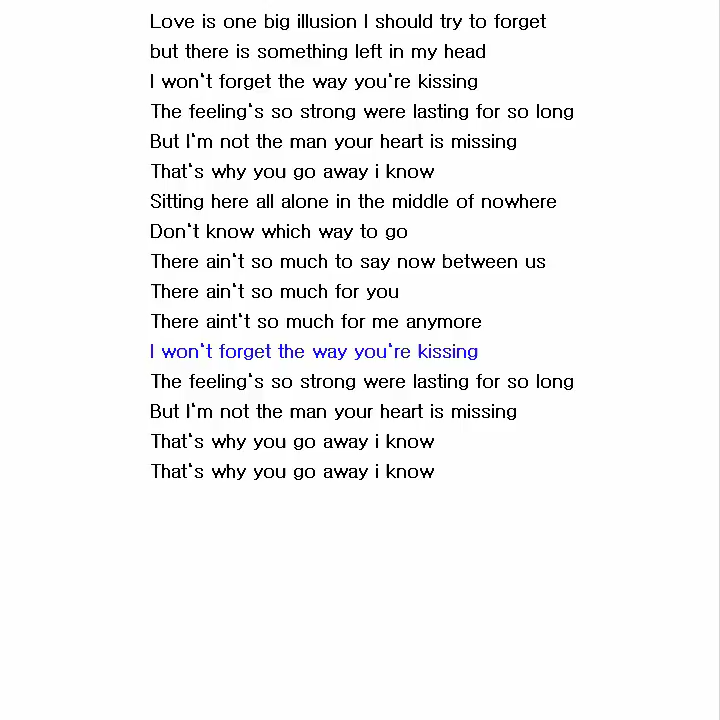 Love is one big illusion I should try to forget
but there is something left in my head
I won't forget the way you're kissing
The feeling's so strong were lasting for so long
But I'm not the man your heart is missing
That's why you go away i know
Sitting here all alone in the middle of nowhere
Don't know which way to go
There ain't so much to say now between us
There ain't so much for you
There aint't so much for me anymore
I won't forget the way you're kissing
The feeling's so strong were lasting for so long
But I'm not the man your heart is missing
That's why you go away i know
That's why you go away i know